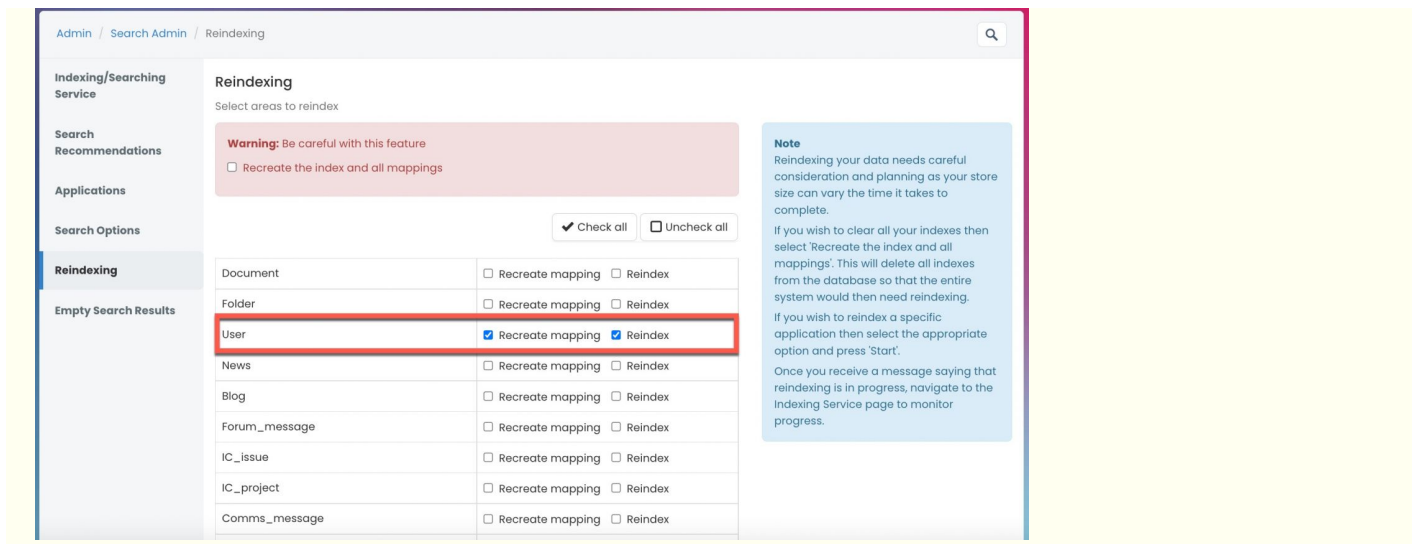 Admin / Search Admin / Reindexing
Indexing/Searching
Service
Search
Recommendations
Applications
Search Options
Reindexing
Empty Search Results
Reindexing
Select areas to reindex
Warning: Be careful with this feature
Recreate the index and all mappings
Check all Uncheck all
Document Recreate mapping Reindex
Folder Recreate mapping Reindex
User Recreate mapping Reindex
News Recreate mapping Reindex
Blog Recreate mapping Reindex
Forum_message Recreate mapping Reindex
IC_issue Recreate mapping Reindex
IC_project Recreate mapping Reindex
Comms_message Recreate mapping Reindex
Note
Reindexing your data needs careful
consideration and planning as your store
size can vary the time it takes to
complete.
If you wish to clear all your indexes then
select 'Recreate the index and all
mappings'. This will delete all indexes
from the database so that the entire
system would then need reindexing.
If you wish to reindex a specific
application then select the appropriate
option and press 'Start'.
Once you receive a message saying that
reindexing is in progress, navigate to the
Indexing Service page to monitor
progress.